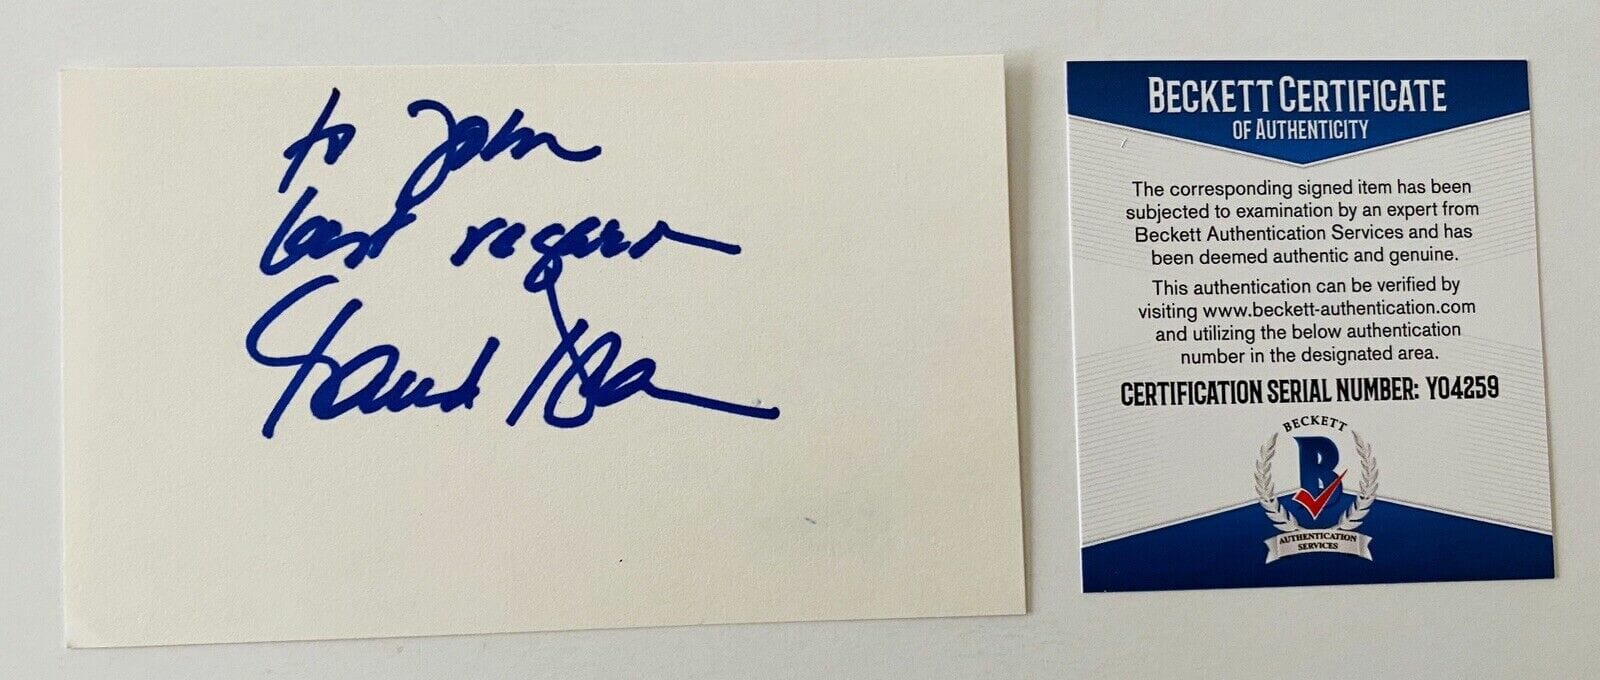 to John
best regards
BECKETT CERTIFICATE
OF AUTHENTICITY
The corresponding signed item has been
subjected to examination by an expert from
Beckett Authentication Services and has
been deemed authentic and genuine.
This authentication can be verified by
visiting www.beckett-authentication.com
and utilizing the below authentication
number in the designated area.
CERTIFICATION SERIAL NUMBER: Y04259
BECKETT
B
AUTHENTICATION
SERVICES